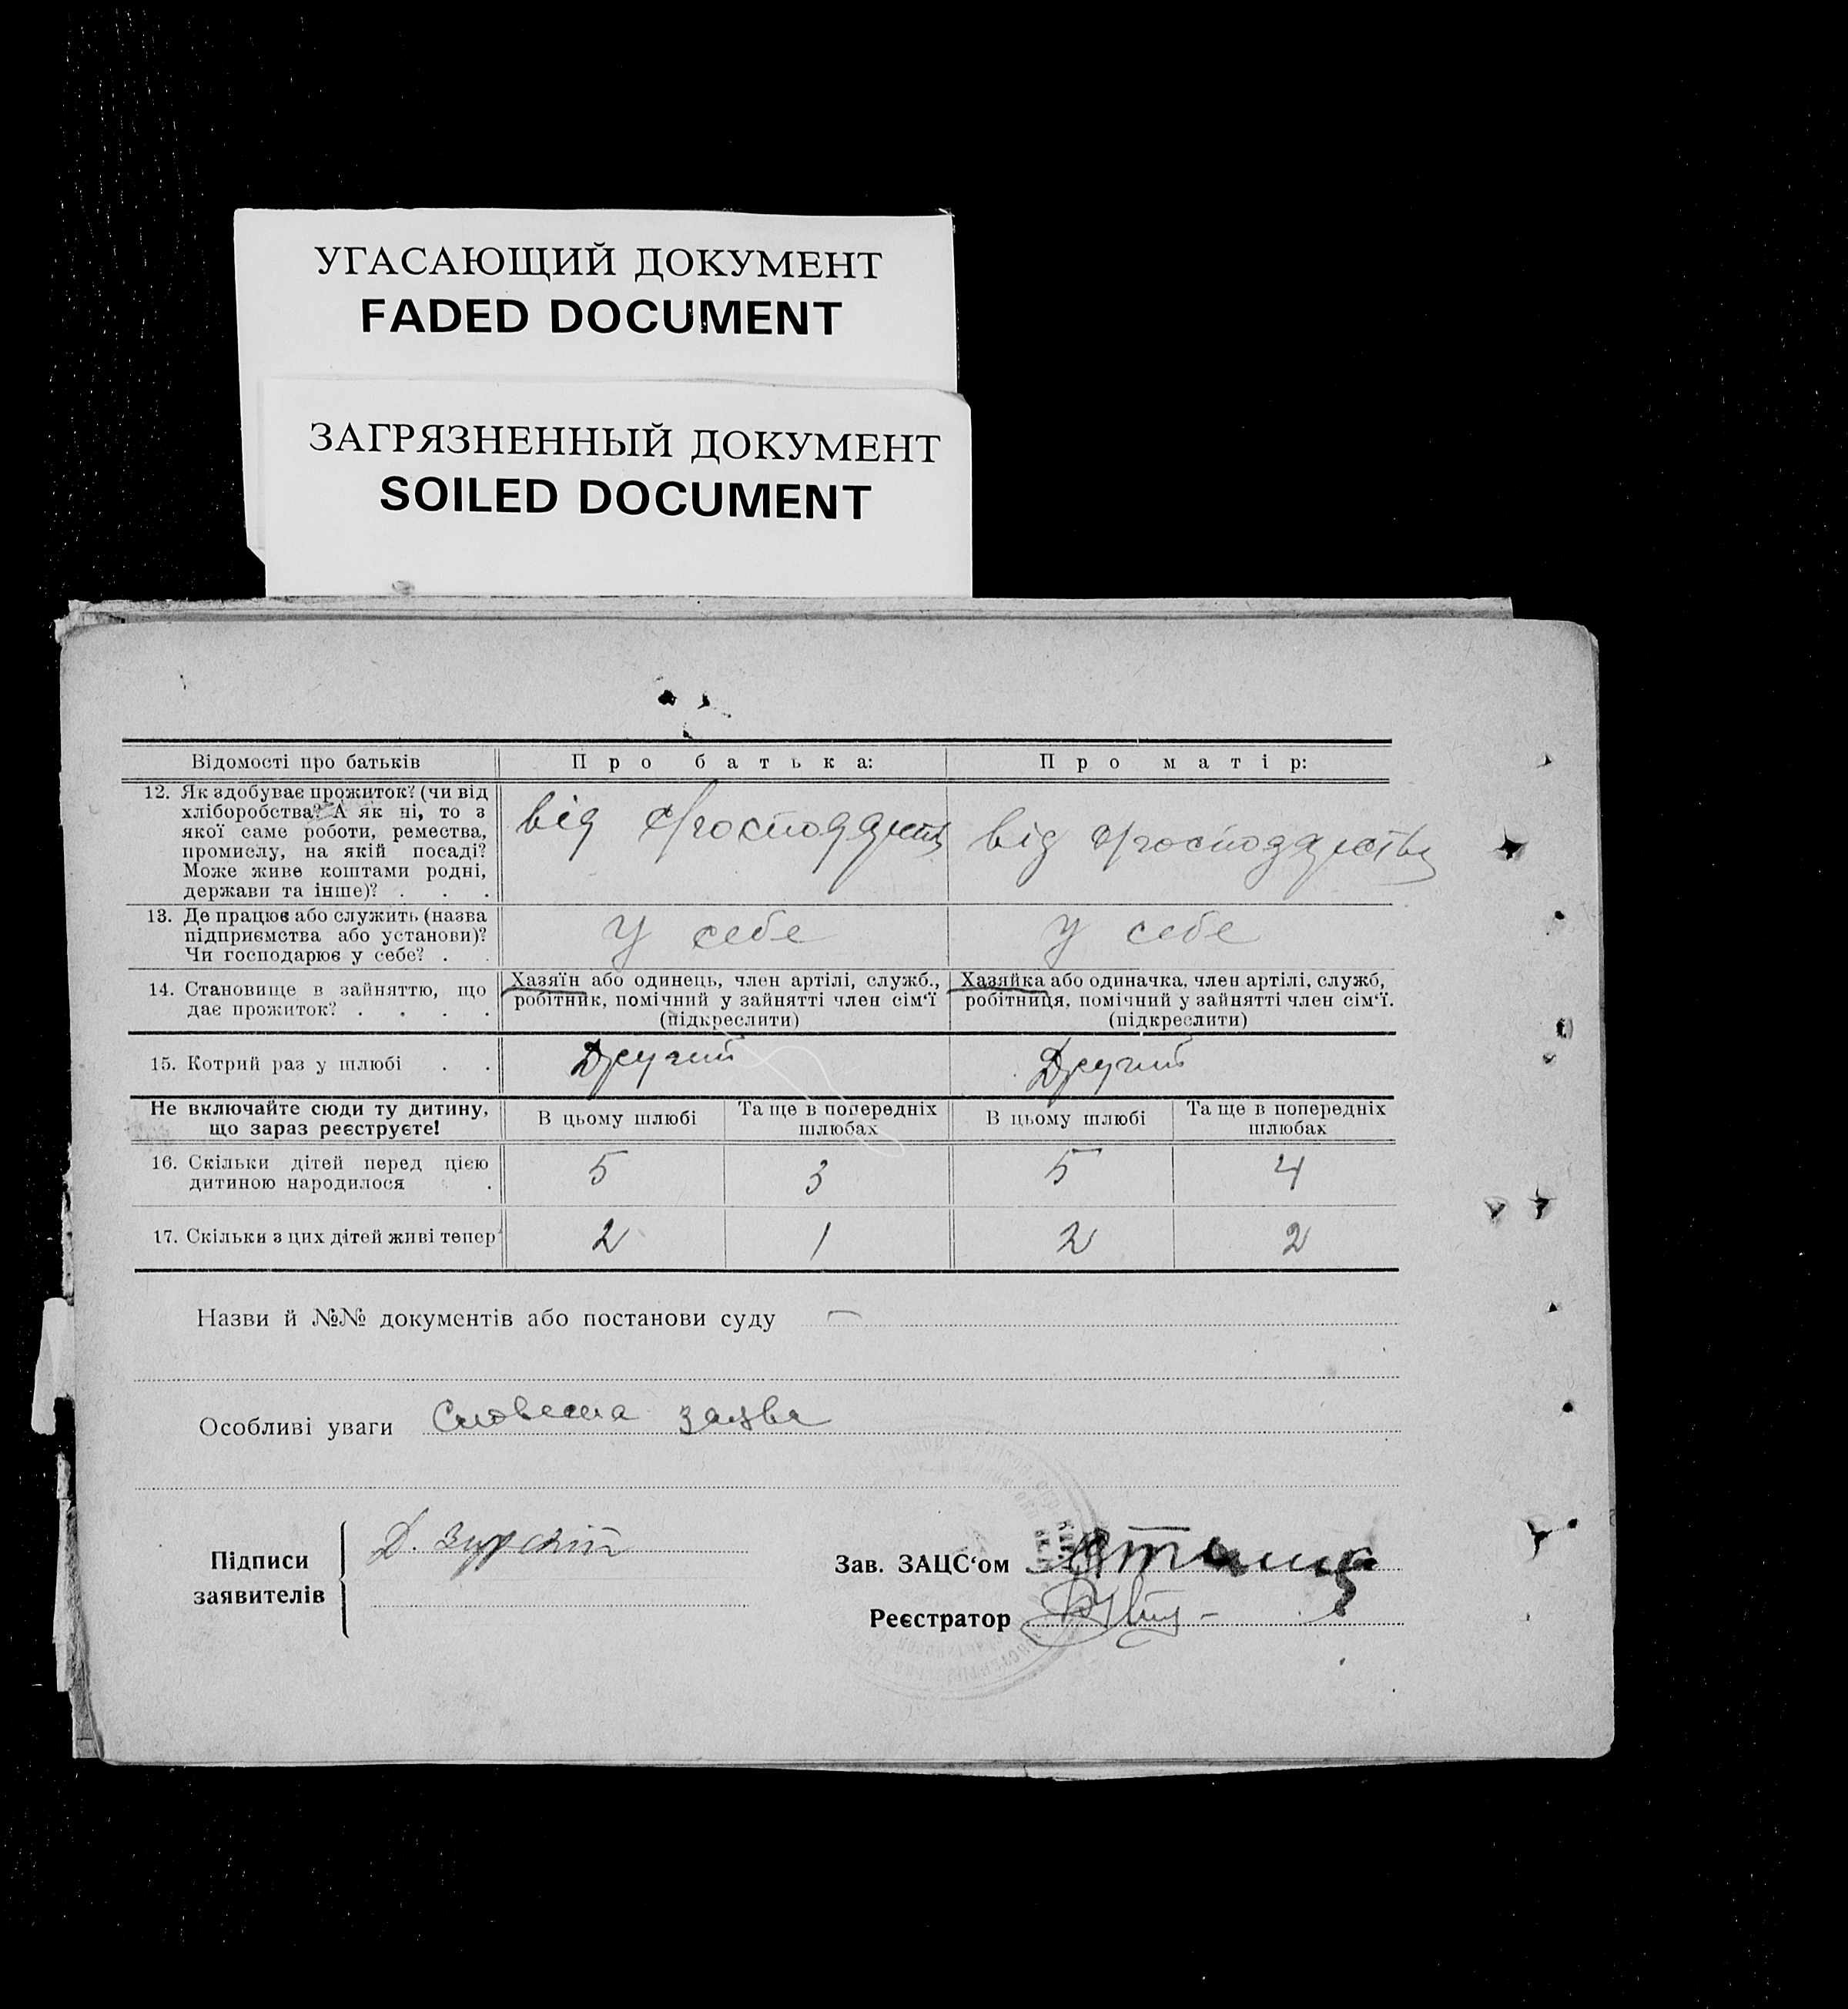 УГАСАЮЩИЙ ДОКУМЕНТ
FADED DOCUMENT
ЗАГРЯЗНЕННЫЙ ДОКУМЕНТ
SOILED DOCUMENT
Відомості про батьків
Про батька:
Про матір:
12. Як здобуває прожиток? (чи від
хліборобства? А як ні, то з
якої саме роботи, ремества,
промислу, на якій посаді?
Може живе коштами родні,
держави та інше)? . . .
від
від
13. Де працює або служить (назва
підприємства або установи)?
Чи господарює у себе? .
У себе
У себе
14. Становище в зайняттю, що
дає прожиток? . . . .
Хазяїн або одинець, член артілі, служб.,
робітник, помічний у зайнятті член сім'ї
(підкреслити)
Хазяйка або одиначка, член артілі, служб,
робітниця, помічний у зайнятті член сім'ї.
(підкреслити)
15. Котрий раз у шлюбі . .
Другий
Другий
Не включайте сюди ту дитину,
що зараз реєструєте!
В цьому шлюбі
Та ще в попередніх
шлюбах
В цьому шлюбі
Та ще в попередніх
шлюбах
16. Скільки дітей перед цією
дитиною народилося .
5
3
5
4
17. Скільки з цих дітей живі тепер
2
1
2
2
Назви й №№ документів або постанови суду —
Особливі уваги Словесна заява
Підписи
заявителів
Д.
Зав. ЗАЦС'ом
Реєстратор